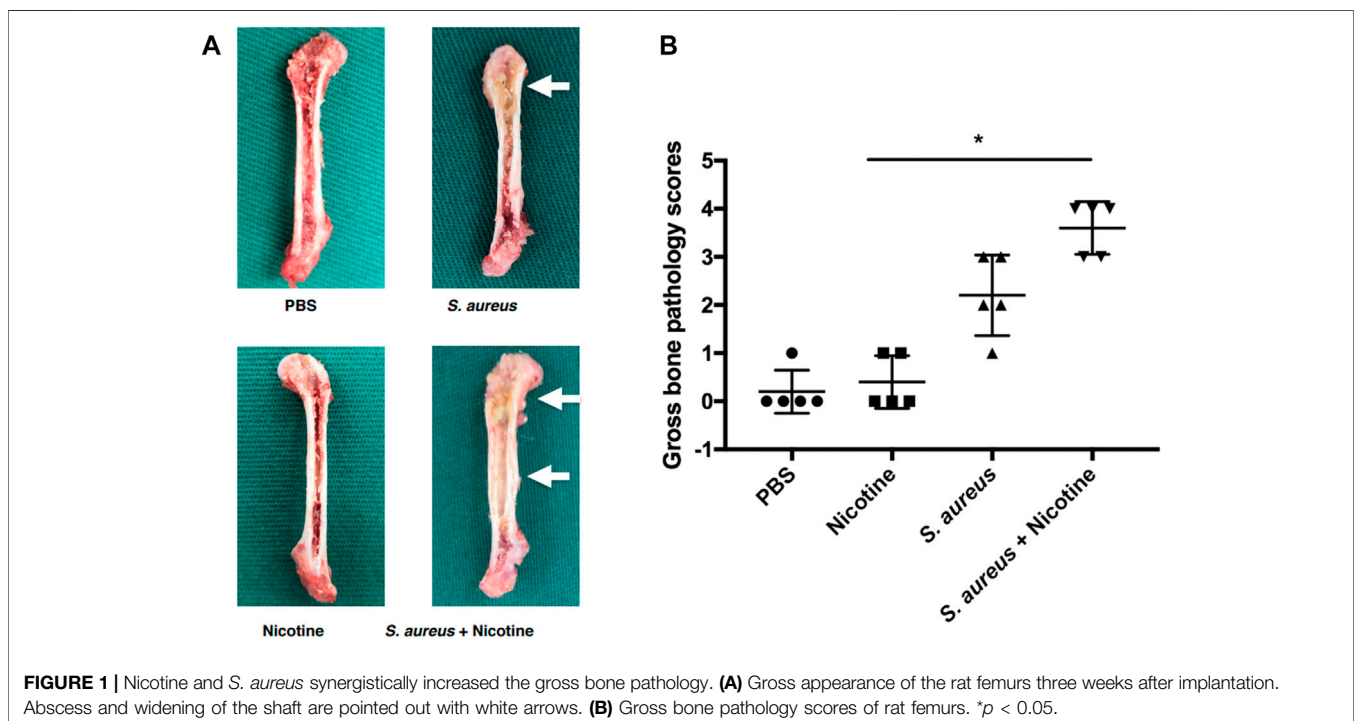 A
PBS
S. aureus
Nicotine
S. aureus + Nicotine
B
Gross bone pathology scores
5
4
3
2
1
0
-1
*
PBS
Nicotine
S. aureus
S. aureus + Nicotine
FIGURE 1 | Nicotine and S. aureus synergistically increased the gross bone pathology. (A) Gross appearance of the rat femurs three weeks after implantation.
Abscess and widening of the shaft are pointed out with white arrows. (B) Gross bone pathology scores of rat femurs. *p < 0.05.